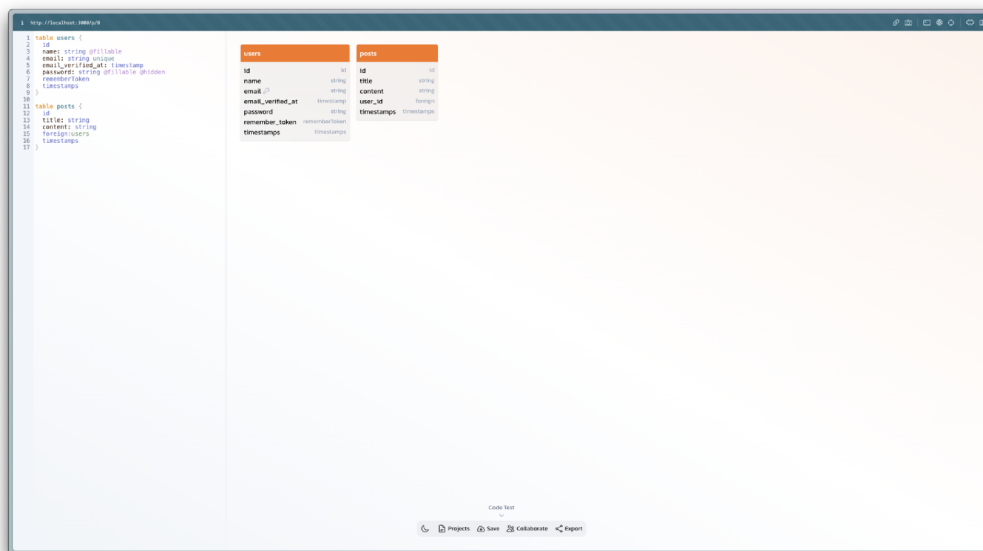 http://localhost:3000/p/8
1 table users {
2 id
3 name: string @fillable
4 email: string unique
5 email_verified_at: timestamp
6 password: string @fillable @hidden
7 rememberToken
8 timestamps
9 }
10
11 table posts {
12 id
13 title: string
14 content: string
15 foreign:users
16 timestamps
17 }
users
id id
name string
email string
email_verified_at timestamp
password string
remember_token rememberToken
timestamps timestamps
posts
id id
title string
content string
user_id foreign
timestamps timestamps
Code Text
Projects Save Collaborate Export